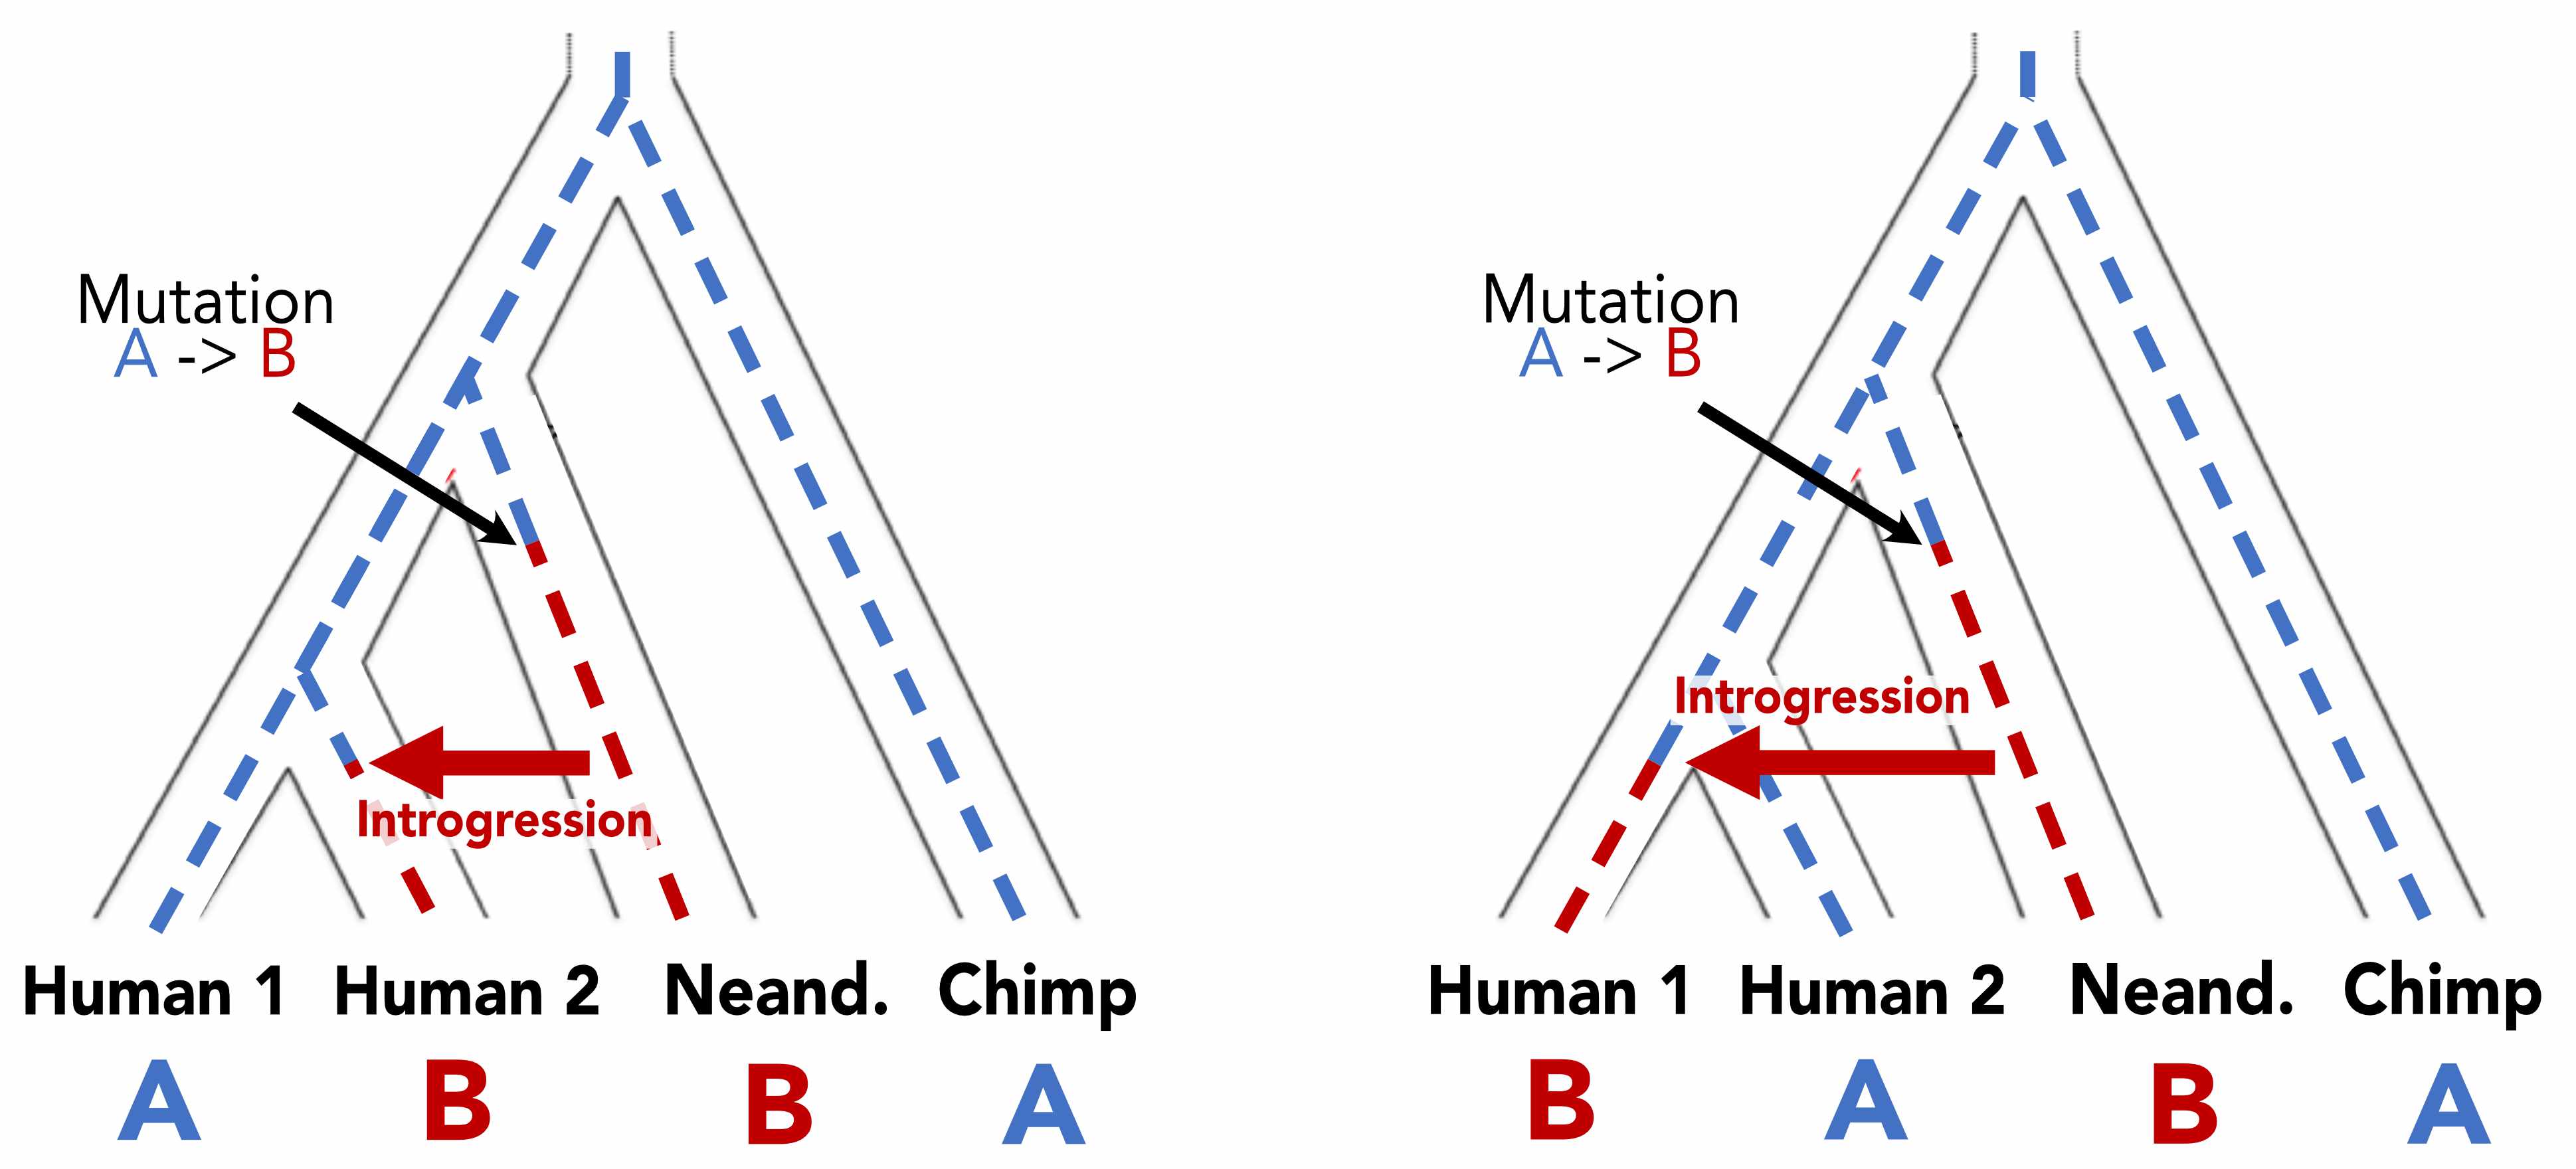 Mutation
A -> B
Introgression
Human 1 Human 2 Neand. Chimp
A B B A
Mutation
A -> B
Introgression
Human 1 Human 2 Neand. Chimp
B A B A